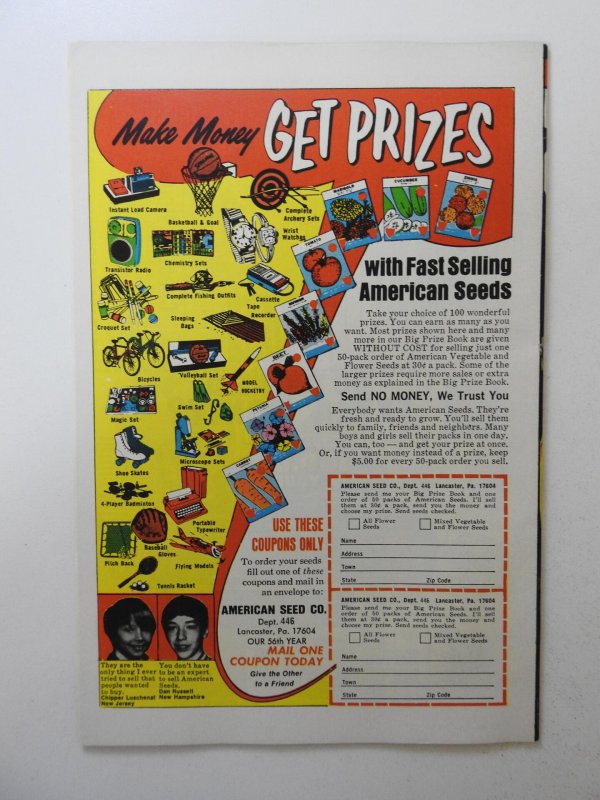 Make Money GET PRIZES
Instant Load Camera
Basketball & Goal
Complete
Archery Sets
Wrist
Watches
Transistor Radio
Chemistry Sets
Complete Fishing Outfits
Cassette
Tape
Recorder
Croquet Set
Sleeping
Bags
Bicycles
Volleyball Set
MODEL
ROCKETRY
Magic Set
Swim Set
Shoe Skates
Microscope Sets
4-Player Badminton
Portable
Typewriter
Baseball
Gloves
Pitch Back
Flying Models
Tennis Racket
MARIGOLD
CUCUMBER
ZINNIA
TOMATO
BEET
PETUNIA
CARROT
with Fast Selling
American Seeds
Take your choice of 100 wonderful
prizes. You can earn as many as you
want. Most prizes shown here and many
more in our Big Prize Book are given
WITHOUT COST for selling just one
50-pack order of American Vegetable and
Flower Seeds at 30¢ a pack. Some of the
larger prizes require more sales or extra
money as explained in the Big Prize Book.
Send NO MONEY, We Trust You
Everybody wants American Seeds. They're
fresh and ready to grow. You'll sell them
quickly to family, friends and neighbors. Many
boys and girls sell their packs in one day.
You can, too — and get your prize at once.
Or, if you want money instead of a prize, keep
$5.00 for every 50-pack order you sell.
USE THESE
COUPONS ONLY
To order your seeds
fill out one of these
coupons and mail in
an envelope to:
AMERICAN SEED CO.
Dept. 446
Lancaster, Pa. 17604
OUR 56th YEAR
MAIL ONE
COUPON TODAY
Give the Other
to a Friend
AMERICAN SEED CO., Dept. 446 Lancaster, Pa. 17604
Please send me your Big Prize Book and one
order of 50 packs of American Seeds. I'll sell
them at 30¢ a pack, send you the money and
choose my prize. Send seeds checked.
All Flower
Seeds
Mixed Vegetable
and Flower Seeds
Name
Address
Town
State Zip Code
AMERICAN SEED CO., Dept. 446 Lancaster, Pa. 17604
Please send me your Big Prize Book and one
order of 50 packs of American Seeds. I'll sell
them at 30¢ a pack, send you the money and
choose my prize. Send seeds checked.
All Flower
Seeds
Mixed Vegetable
and Flower Seeds
Name
Address
Town
State Zip Code
They are the
only thing I ever
tried to sell that
people wanted
to buy.
Chipper Luschenat
New Jersey
You don't have
to be an expert
to sell American
Seeds.
Dan Russell
New Hampshire